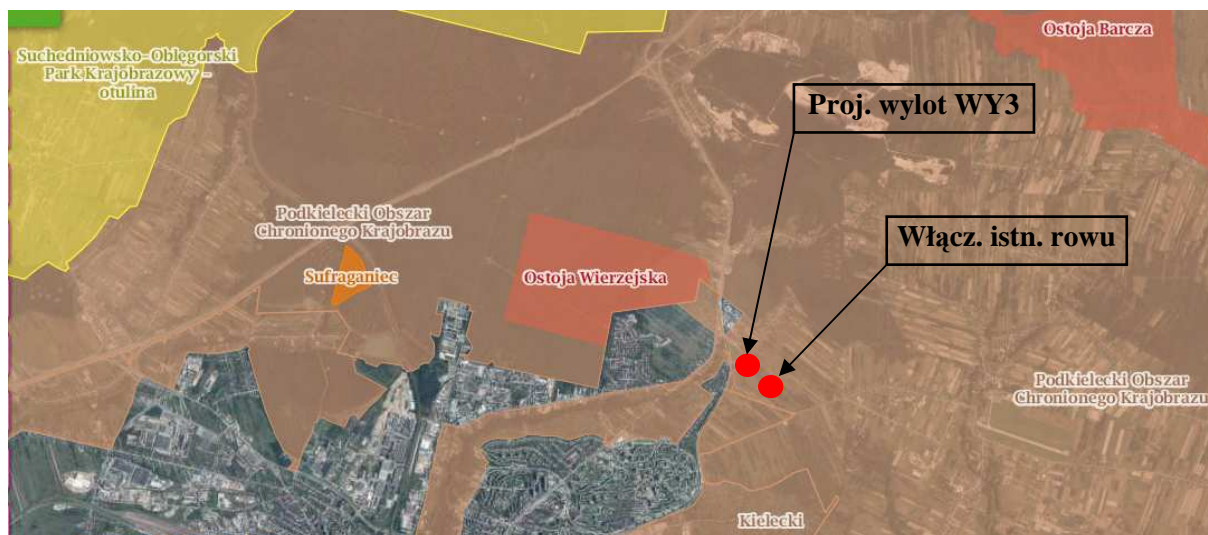 Suchedniowsko-Oblęgorski
Park Krajobrazowy -
otulina
Ostoja Barcza
Proj. wylot WY3
Podkielecki Obszar
Chronionego Krajobrazu
Włącz. istn. rowu
Sufraganiec
Ostoja Wierzejska
Podkielecki Obszar
Chronionego Krajobrazu
Kielecki